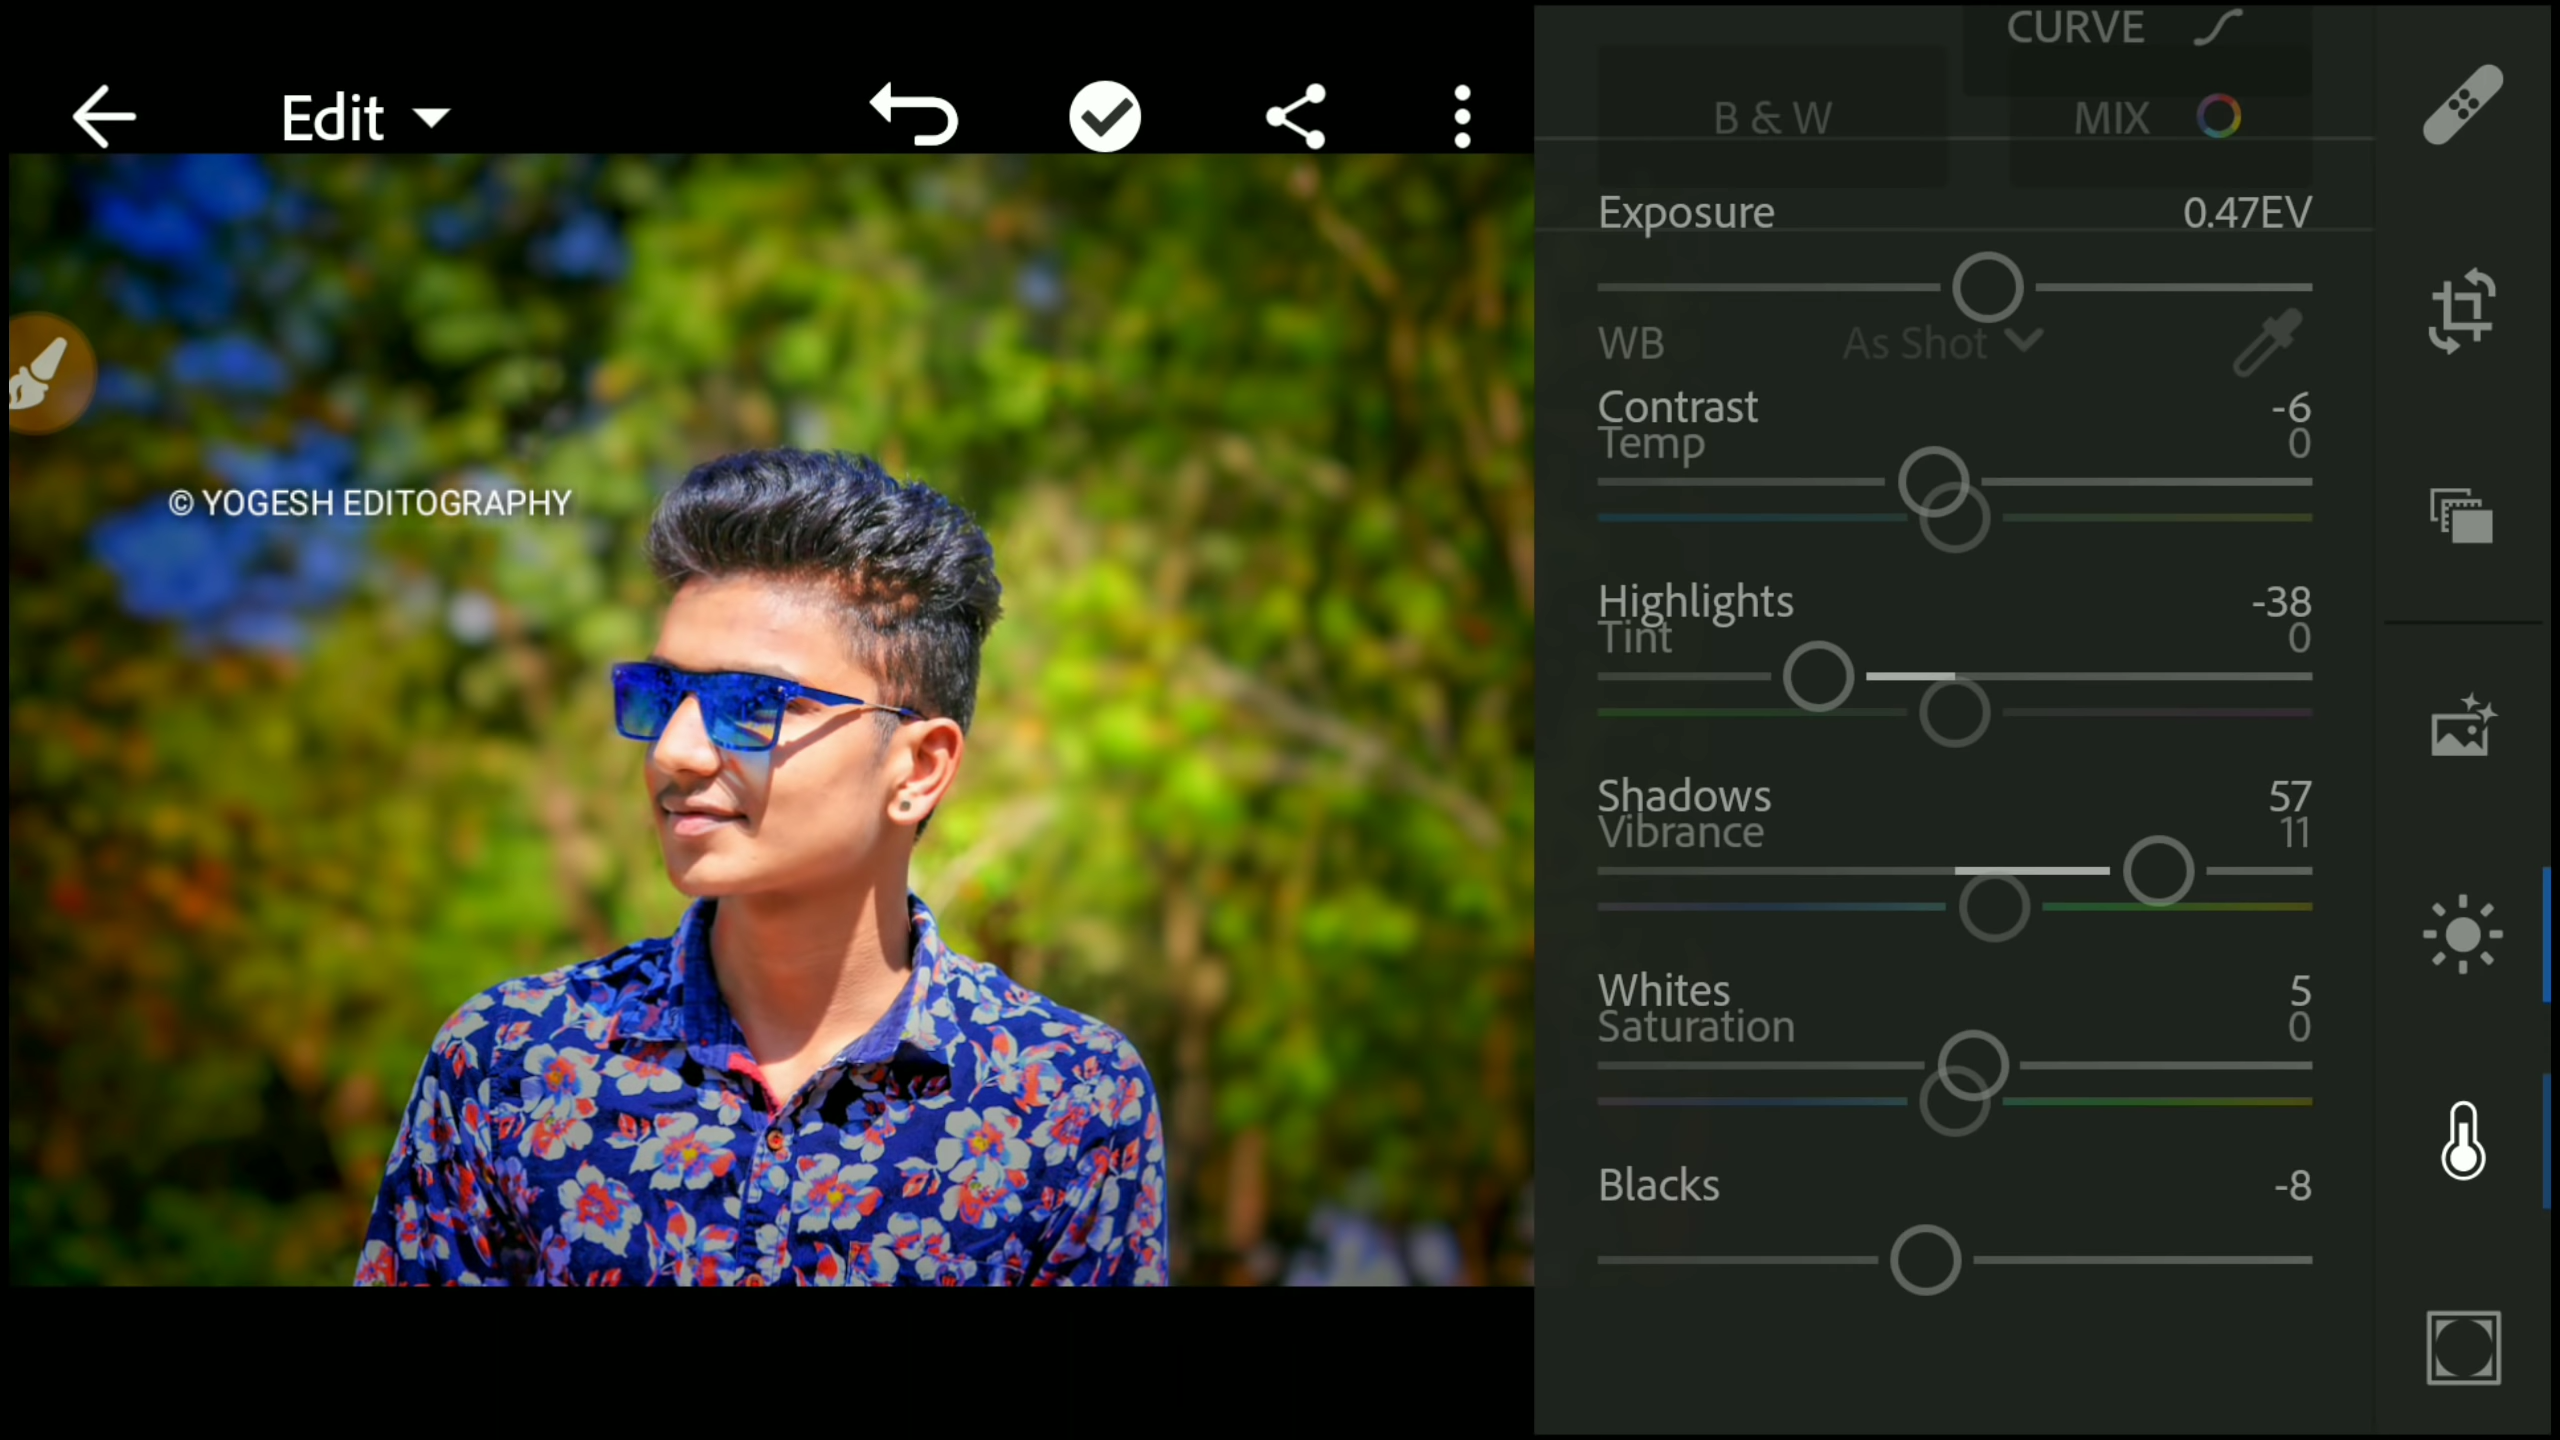 CURVE
Edit
B & W
MIX
Exposure 0.47EV
WB As Shot
Contrast -6
Temp 0
© YOGESH EDITOGRAPHY
Highlights -38
Tint 0
Shadows 57
Vibrance 11
Whites 5
Saturation 0
Blacks -8